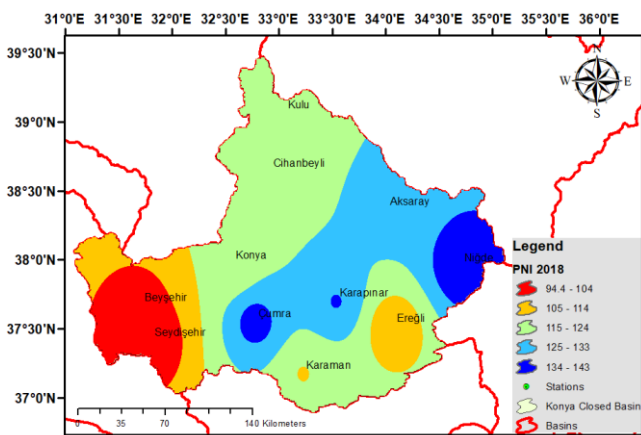 31°0'E 31°30'E 32°0'E 32°30'E 33°0'E 33°30'E 34°0'E 34°30'E 35°0'E 35°30'E 36°0'E
39°30'N
39°0'N
38°30'N
38°0'N
37°30'N
37°0'N
N
W E
S
Kulu
Cihanbeyli
Aksaray
Konya
Niğde
Beyşehir
Karapınar
Çumra
Ereğli
Seydişehir
Karaman
0 35 70 140 Kilometers
Legend
PNI 2018
94.4 - 104
105 - 114
115 - 124
125 - 133
134 - 143
Stations
Konya Closed Basin
Basins